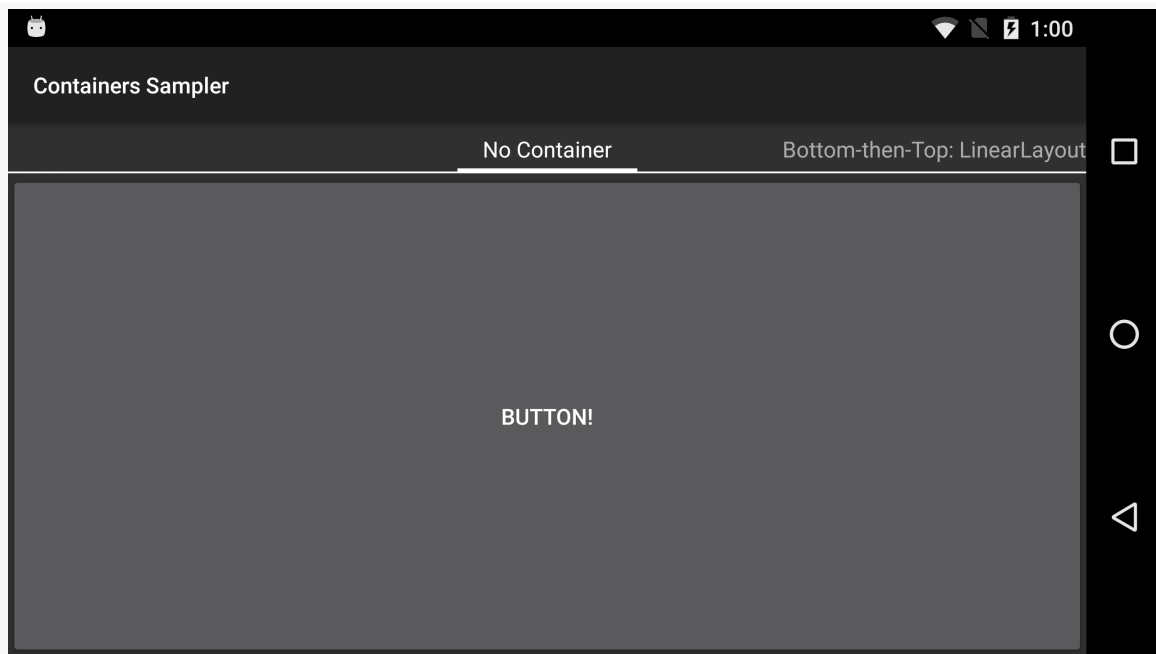 1:00
Containers Sampler
No Container
Bottom-then-Top: LinearLayout
BUTTON!